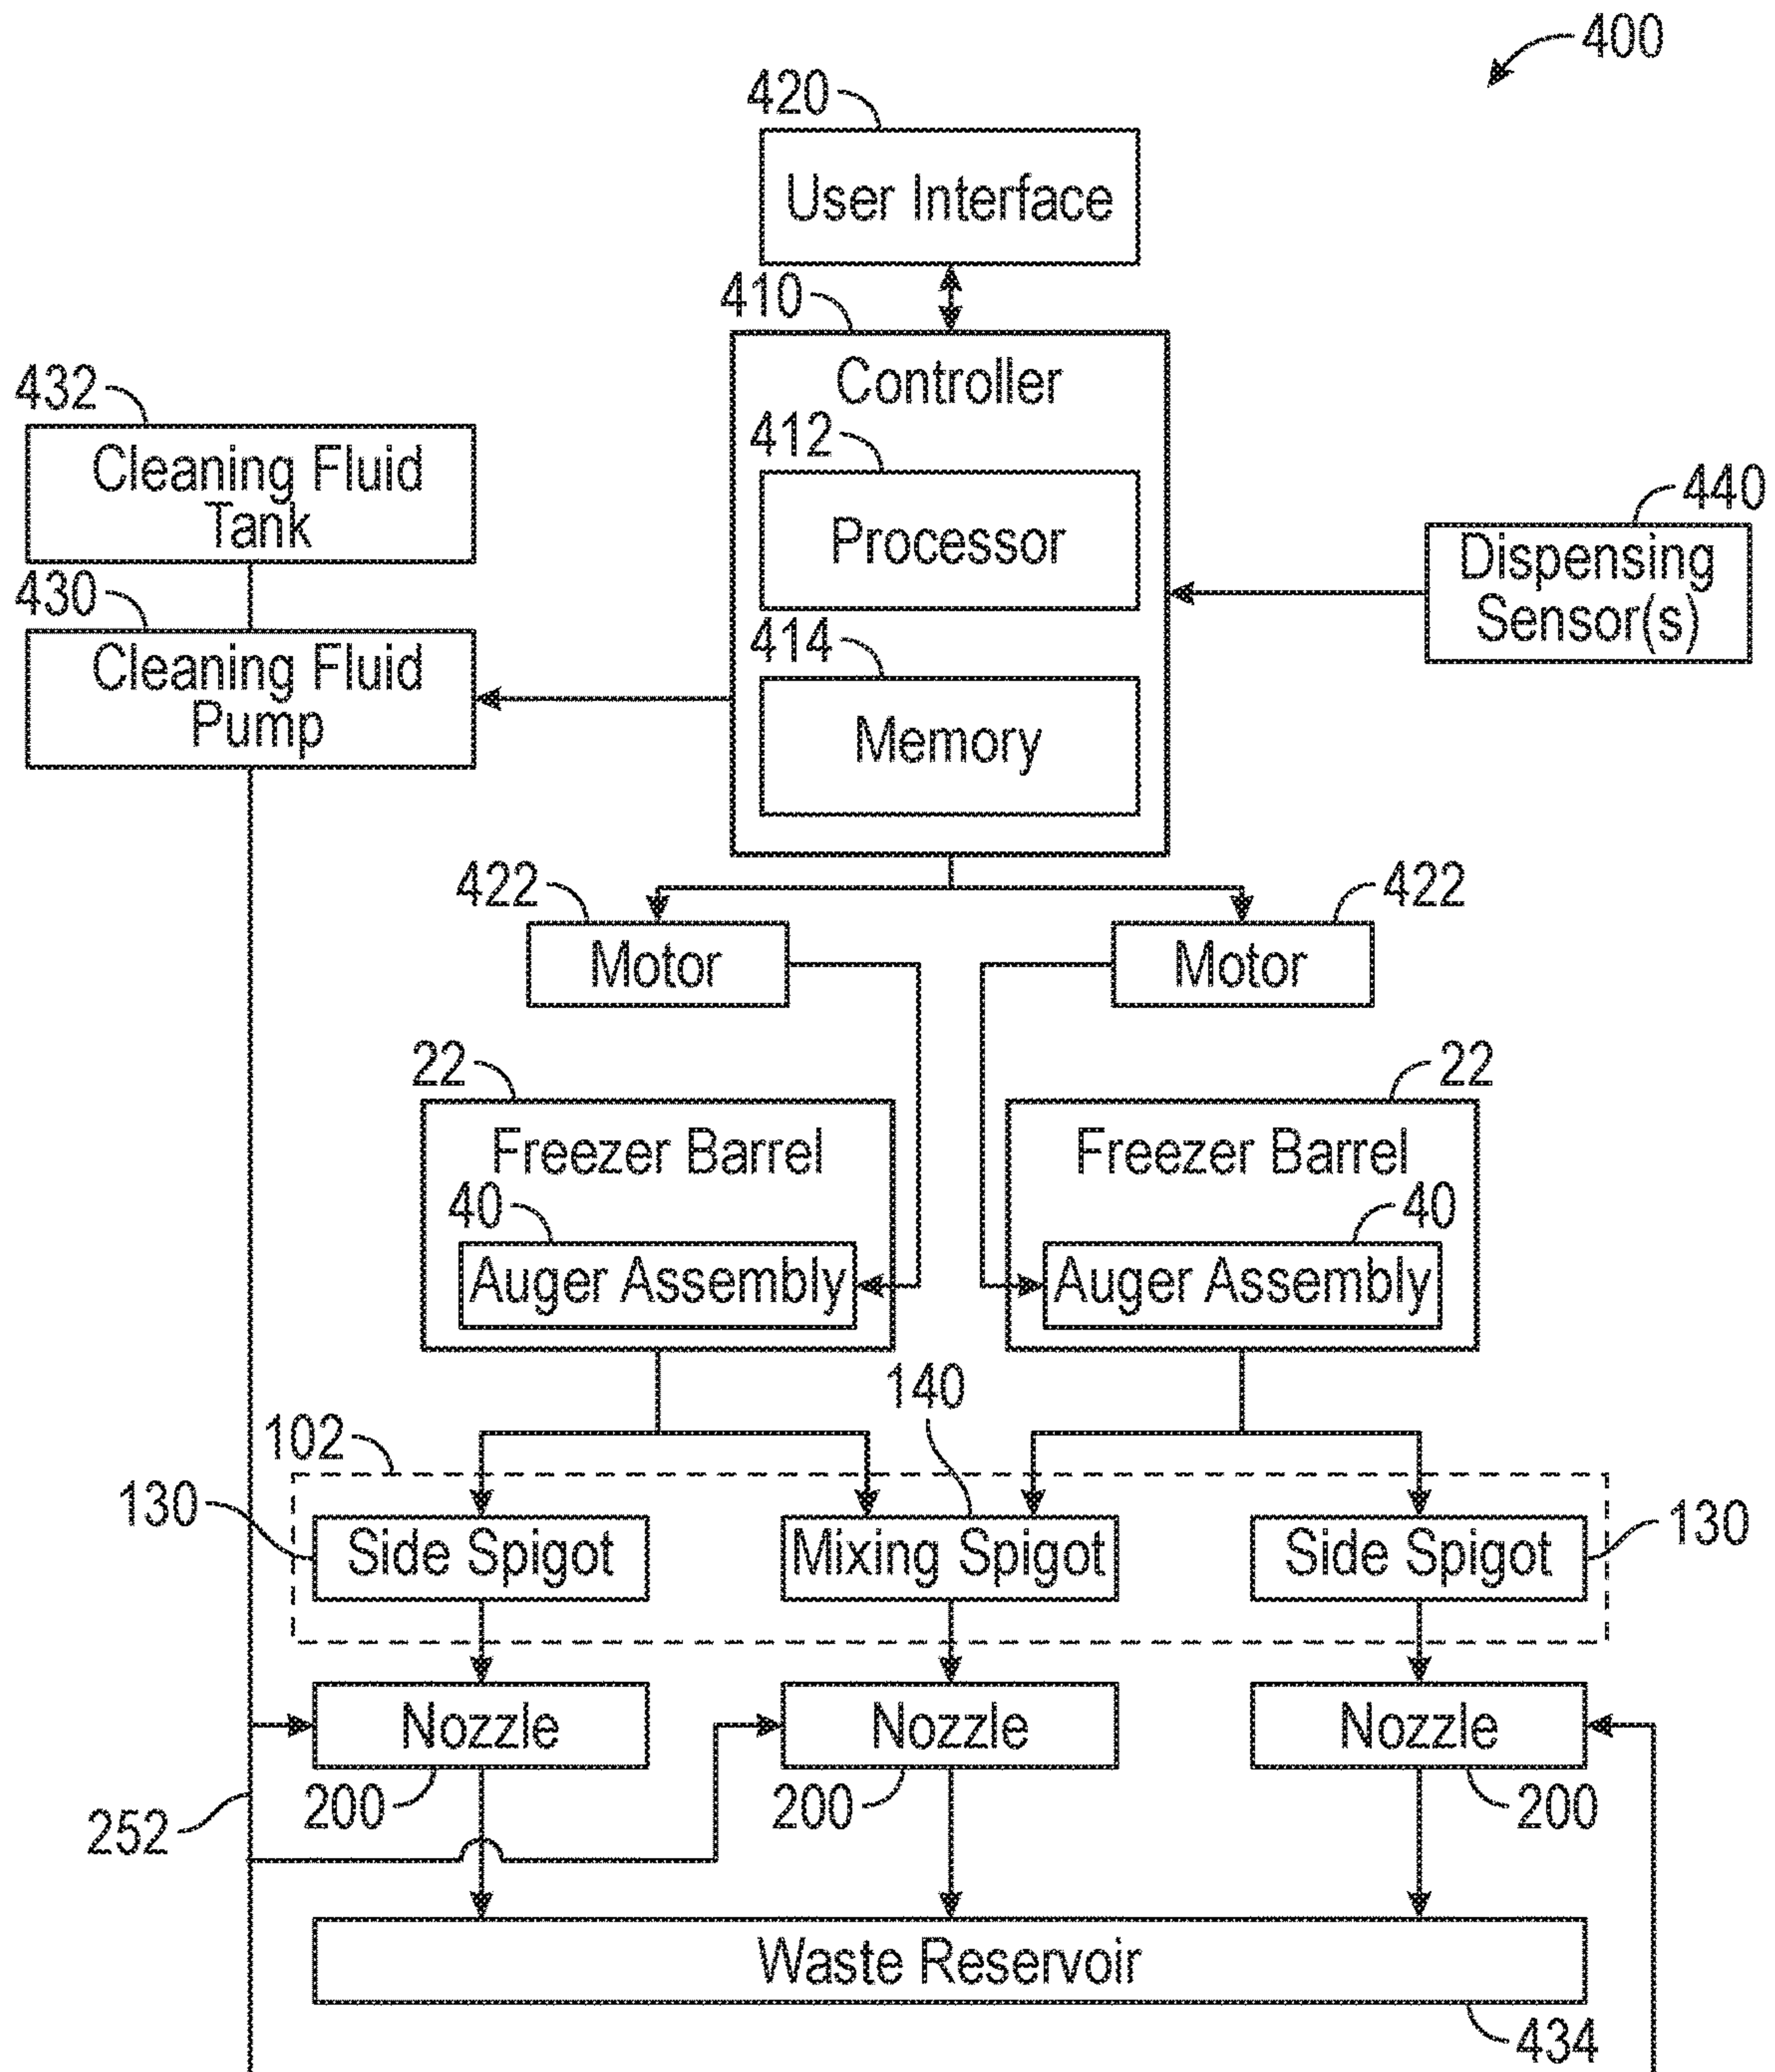 400
420
User Interface
410
Controller
432
Cleaning Fluid
Tank
412
Processor
440
Dispensing
Sensor(s)
430
Cleaning Fluid
Pump
414
Memory
422
Motor
422
Motor
22
Freezer Barrel
22
Freezer Barrel
40
Auger Assembly
40
Auger Assembly
140
102
130
Side Spigot
Mixing Spigot
Side Spigot
130
Nozzle
Nozzle
Nozzle
252
200
200
200
Waste Reservoir
434